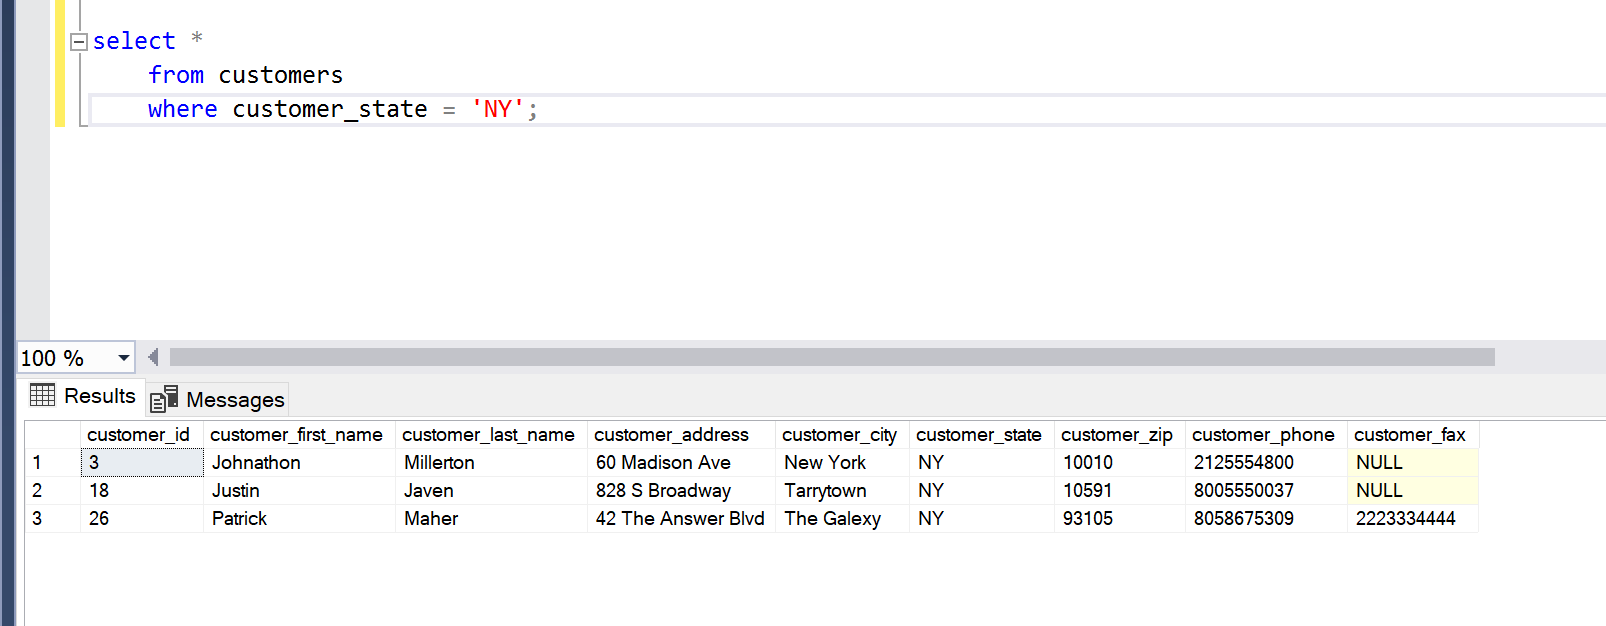 select *
from customers
where customer_state = 'NY';
100 %
Results Messages
customer_id customer_first_name customer_last_name customer_address customer_city customer_state customer_zip customer_phone customer_fax
1 3 Johnathon Millerton 60 Madison Ave New York NY 10010 2125554800 NULL
2 18 Justin Javen 828 S Broadway Tarrytown NY 10591 8005550037 NULL
3 26 Patrick Maher 42 The Answer Blvd The Galexy NY 93105 8058675309 2223334444